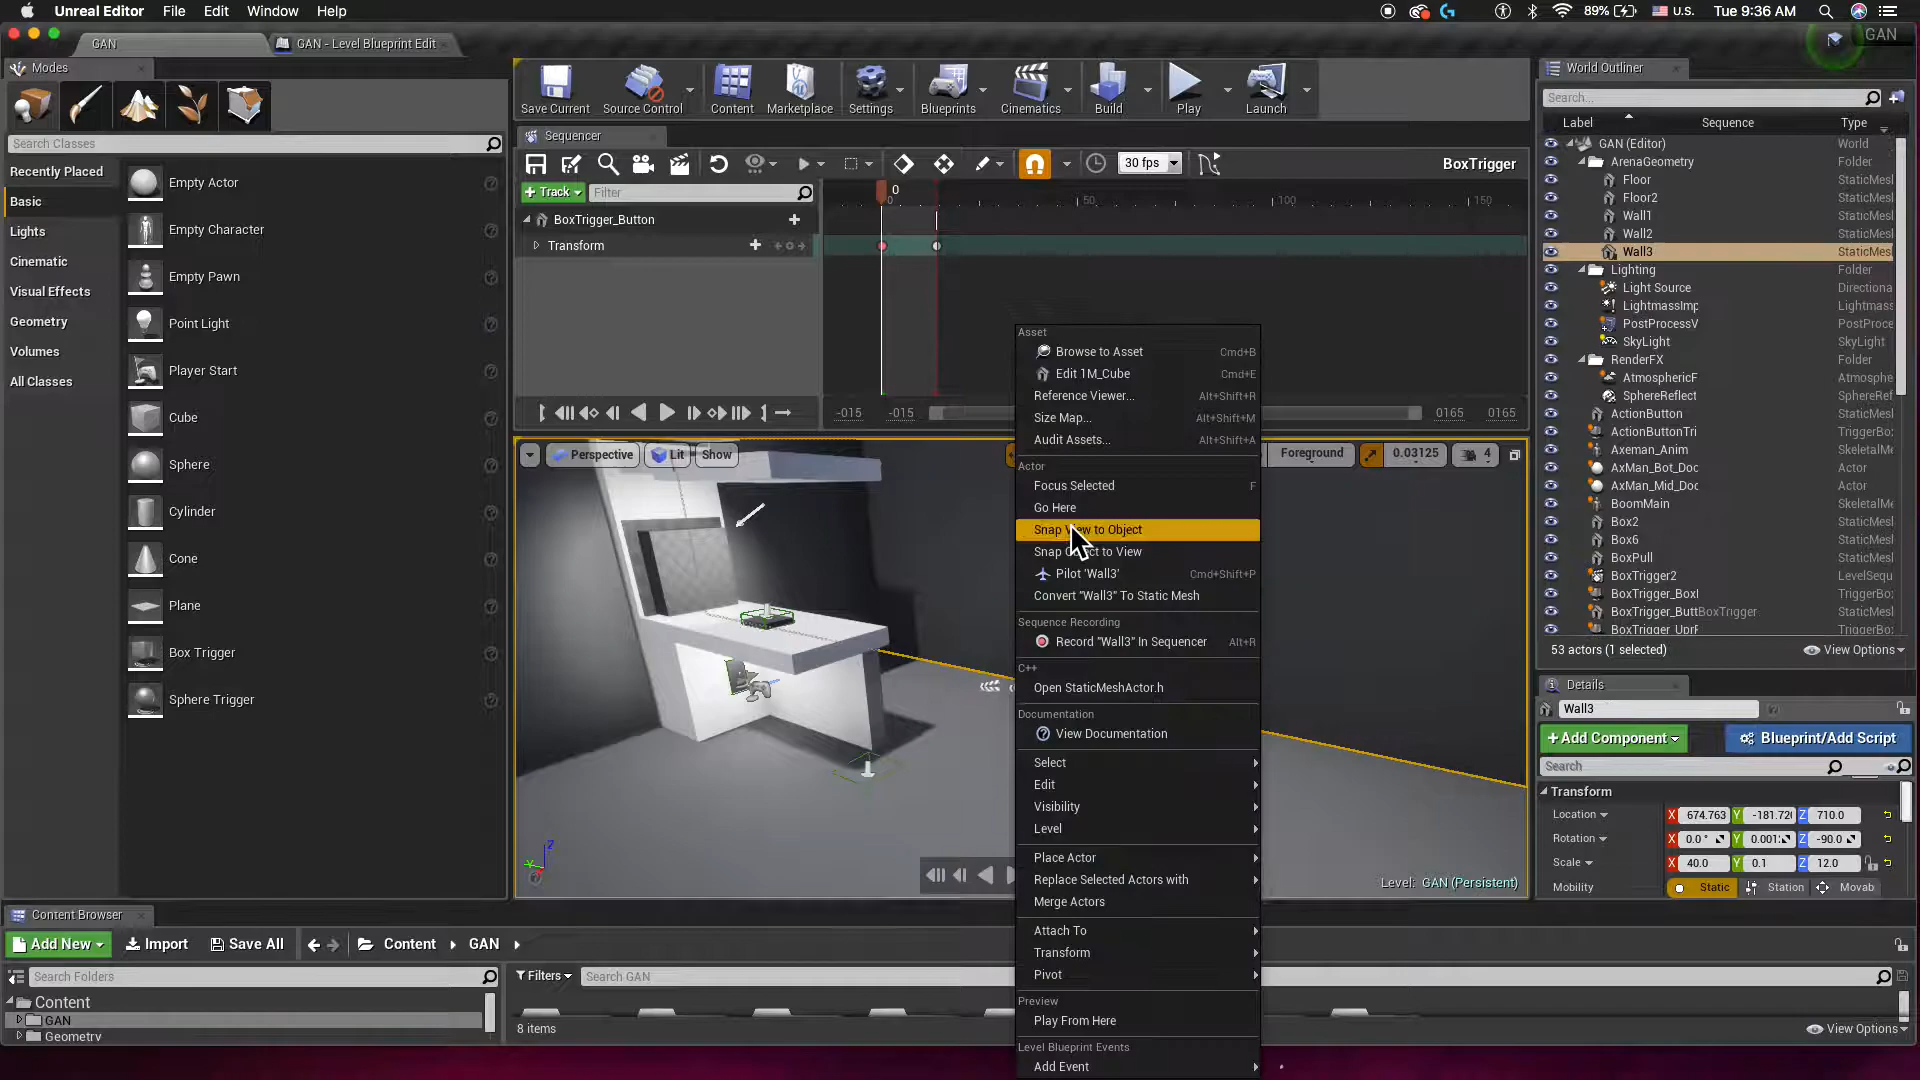 Unreal Editor File Edit Window Help 89% U.S. Tue 9:36 AM
GAN GAN - Level Blueprint Edit GAN
Modes
Search Classes
Recently Placed
Basic
Lights
Cinematic
Visual Effects
Geometry
Volumes
All Classes
Empty Actor
Empty Character
Empty Pawn
Point Light
Player Start
Cube
Sphere
Cylinder
Cone
Plane
Box Trigger
Sphere Trigger
Save Current Source Control Content Marketplace Settings Blueprints Cinematics Build Play Launch
Sequencer
30 fps BoxTrigger
+ Track Filter
0
0 50 100 150
BoxTrigger_Button
Transform
-015 -015 0165 0165
Perspective Lit Show Foreground 0.03125 4
Asset
Browse to Asset Cmd+B
Edit 1M_Cube Cmd+E
Reference Viewer... Alt+Shift+R
Size Map... Alt+Shift+M
Audit Assets... Alt+Shift+A
Actor
Focus Selected F
Go Here
Snap View to Object
Snap Object to View
Pilot 'Wall3' Cmd+Shift+P
Convert "Wall3" To Static Mesh
Sequence Recording
Record "Wall3" In Sequencer Alt+R
C++
Open StaticMeshActor.h
Documentation
View Documentation
Select
Edit
Visibility
Level
Place Actor
Replace Selected Actors with
Merge Actors
Attach To
Transform
Pivot
Preview
Play From Here
Level Blueprint Events
Add Event
Level: GAN (Persistent)
World Outliner
Search...
Label Sequence Type
GAN (Editor) World
ArenaGeometry Folder
Floor StaticMesl
Floor2 StaticMesl
Wall1 StaticMesl
Wall2 StaticMesl
Wall3 StaticMesl
Lighting Folder
Light Source Directiona
LightmassImp Lightmass
PostProcessV PostProce
SkyLight SkyLight
RenderFX Folder
AtmosphericF Atmosphe
SphereReflect SphereRef
ActionButton StaticMesl
ActionButtonTri TriggerBo
Axeman_Anim SkeletalMe
AxMan_Bot_Doc Actor
AxMan_Mid_Doc Actor
BoomMain SkeletalMe
Box2 StaticMesl
Box6 StaticMesl
BoxPull StaticMesl
BoxTrigger2 LevelSequ
BoxTrigger_BoxI TriggerBo
BoxTrigger_Butt BoxTrigger StaticMesl
BoxTrigger_UprF TriggerBo
53 actors (1 selected) View Options
Details
Wall3
+ Add Component Blueprint/Add Script
Search
Transform
Location X 674.763 Y -181.72 Z 710.0
Rotation X 0.0 ° Y 0.001 Z -90.0
Scale X 40.0 Y 0.1 Z 12.0
Mobility Static Station Movab
Content Browser
Add New Import Save All Content GAN
Search Folders
Content
GAN
Geometry
Filters Search GAN
8 items View Options